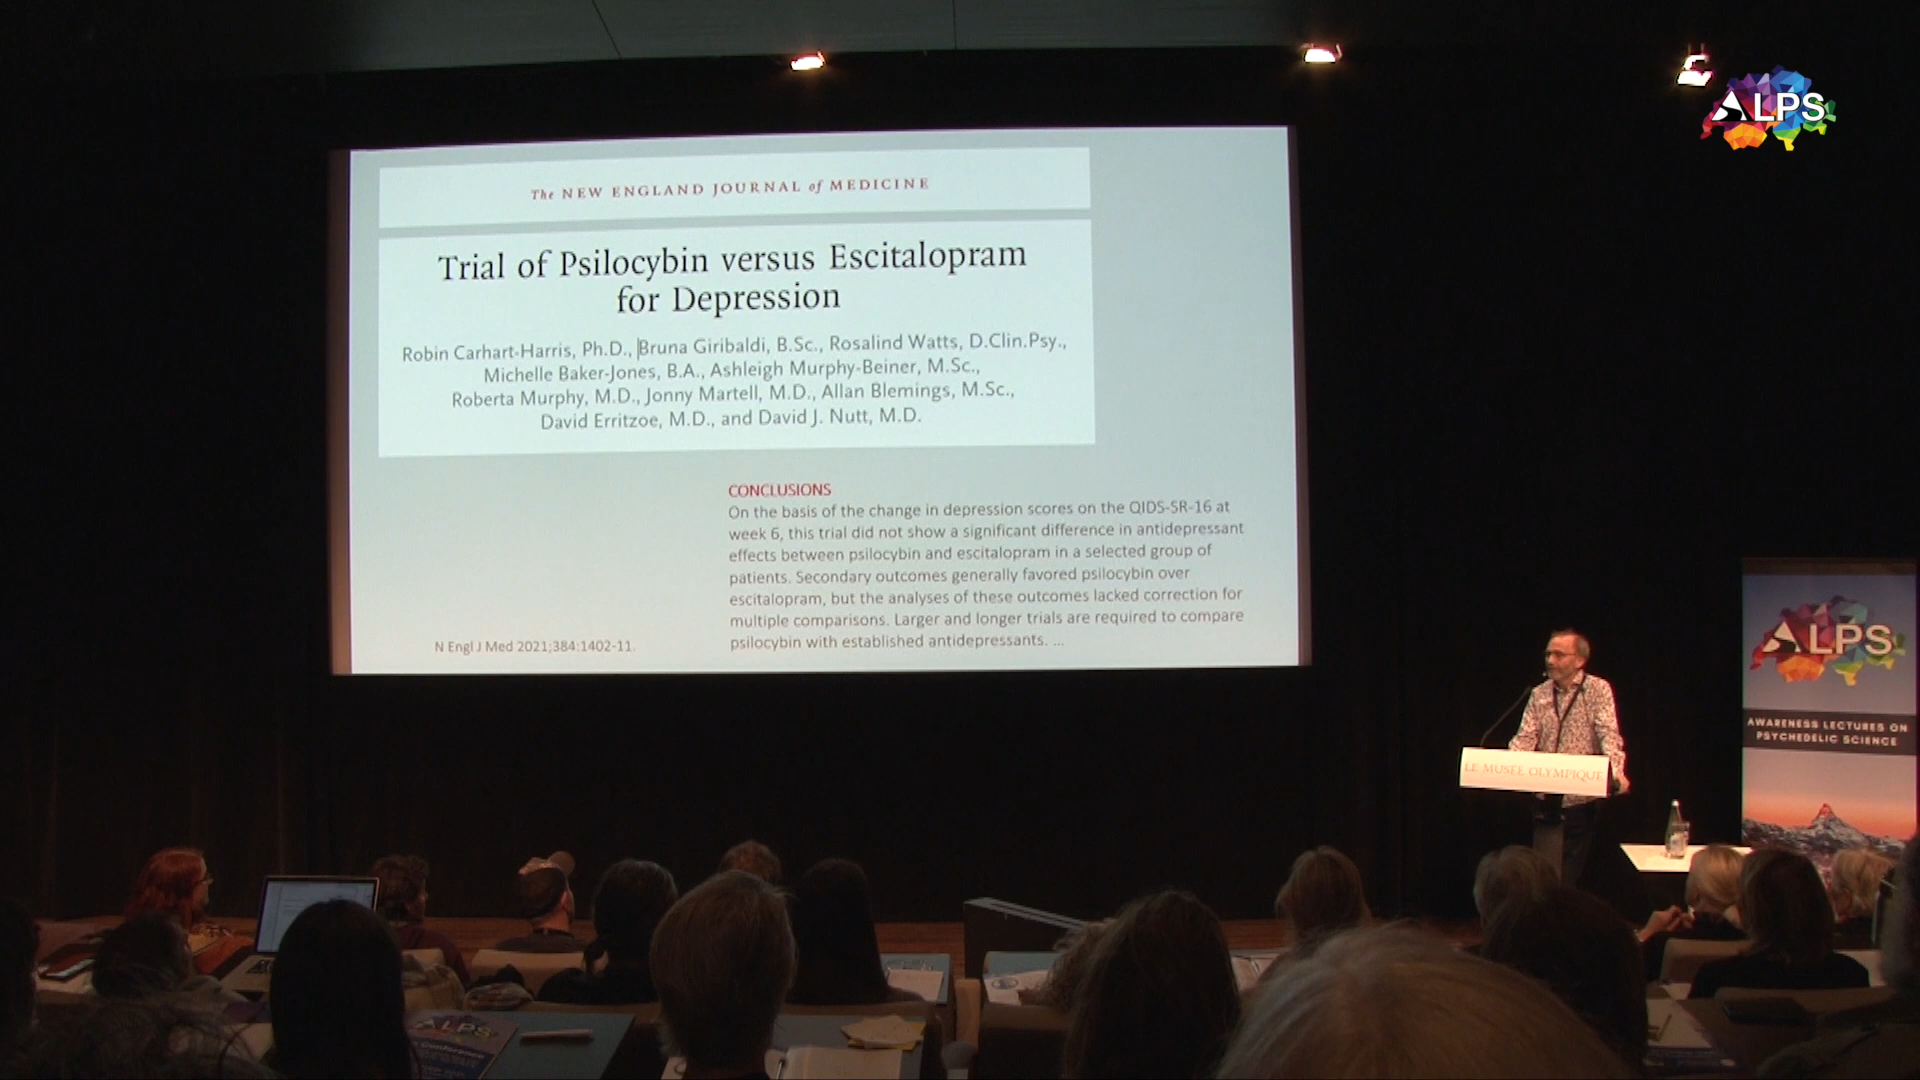 ALPS
The NEW ENGLAND JOURNAL of MEDICINE
Trial of Psilocybin versus Escitalopram
for Depression
Robin Carhart-Harris, Ph.D., Bruna Giribaldi, B.Sc., Rosalind Watts, D.Clin.Psy.,
Michelle Baker-Jones, B.A., Ashleigh Murphy-Beiner, M.Sc.,
Roberta Murphy, M.D., Jonny Martell, M.D., Allan Blemings, M.Sc.,
David Erritzoe, M.D., and David J. Nutt, M.D.
CONCLUSIONS
On the basis of the change in depression scores on the QIDS-SR-16 at
week 6, this trial did not show a significant difference in antidepressant
effects between psilocybin and escitalopram in a selected group of
patients. Secondary outcomes generally favored psilocybin over
escitalopram, but the analyses of these outcomes lacked correction for
multiple comparisons. Larger and longer trials are required to compare
psilocybin with established antidepressants. ...
N Engl J Med 2021;384:1402-11.
ALPS
AWARENESS LECTURES ON
PSYCHEDELIC SCIENCE
LE MUSÉE OLYMPIQUE
ALPS
Conference